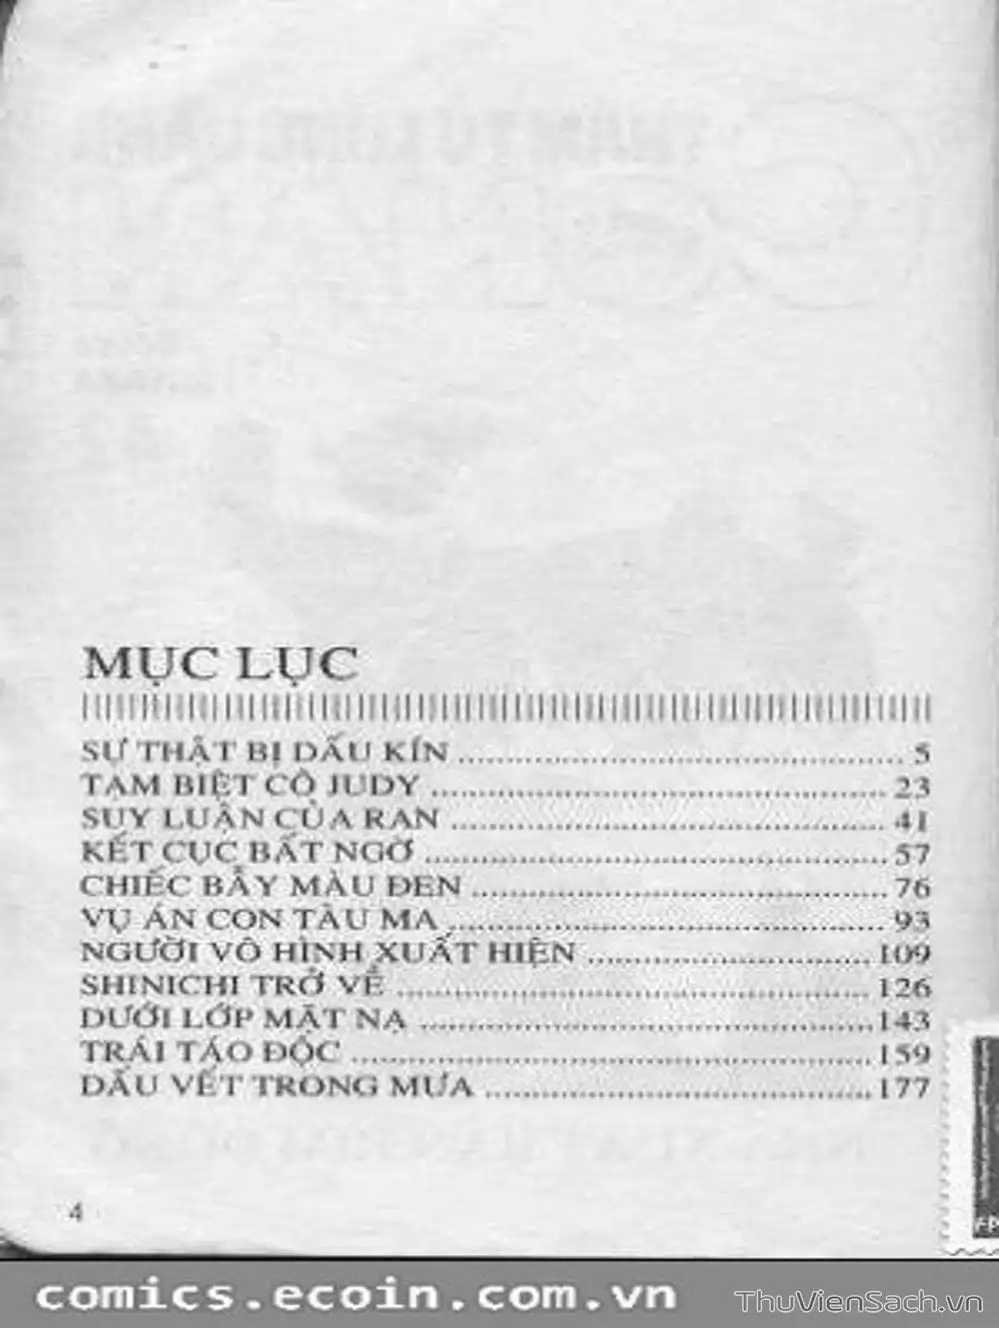 MỤC LỤC
SỰ THẬT BỊ DẤU KÍN ........ 5
TẠM BIỆT CÔ JUDY ........ 23
SUY LUẬN CỦA RAN ........ 41
KẾT CỤC BẤT NGỜ ........ 57
CHIẾC BẪY MÀU ĐEN ........ 76
VỤ ÁN CON TÀU MA ........ 93
NGƯỜI VÔ HÌNH XUẤT HIỆN ........ 109
SHINICHI TRỞ VỀ ........ 126
DƯỚI LỚP MẶT NẠ ........ 143
TRÁI TÁO ĐỘC ........ 159
DẤU VẾT TRONG MƯA ........ 177
4
comics.ecoin.com.vn
ThuVienSach.vn